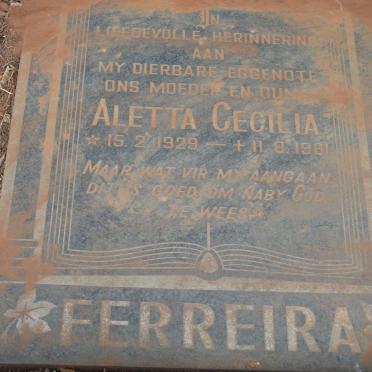 IN
LIEFDEVOLLE HERINNERING
AAN
MY DIERBARE EGGENOTE
ONS MOEDER EN OUMA
ALETTA CECILIA
* 15.2.1929 — + 11.8.1981
MAAR WAT VIR MY AANGAAN
DIT IS GOED OM NABY GOD
TE WEES
FERREIRA